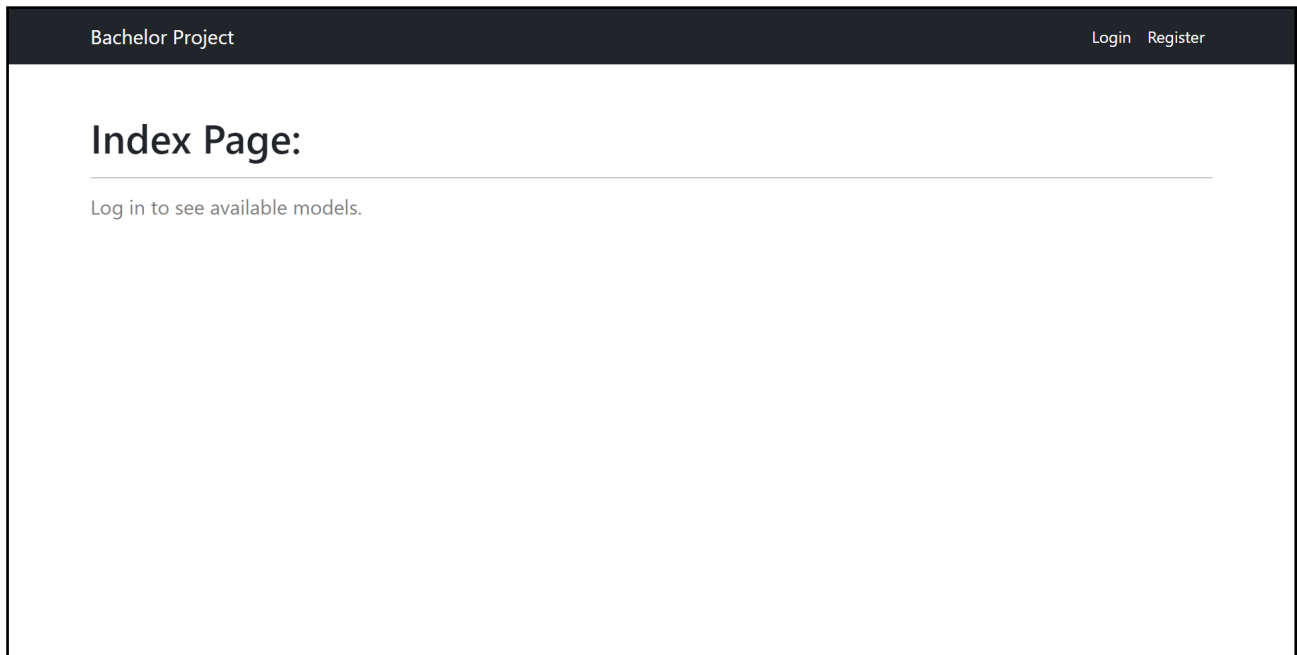 Bachelor Project Login Register
Index Page:
Log in to see available models.